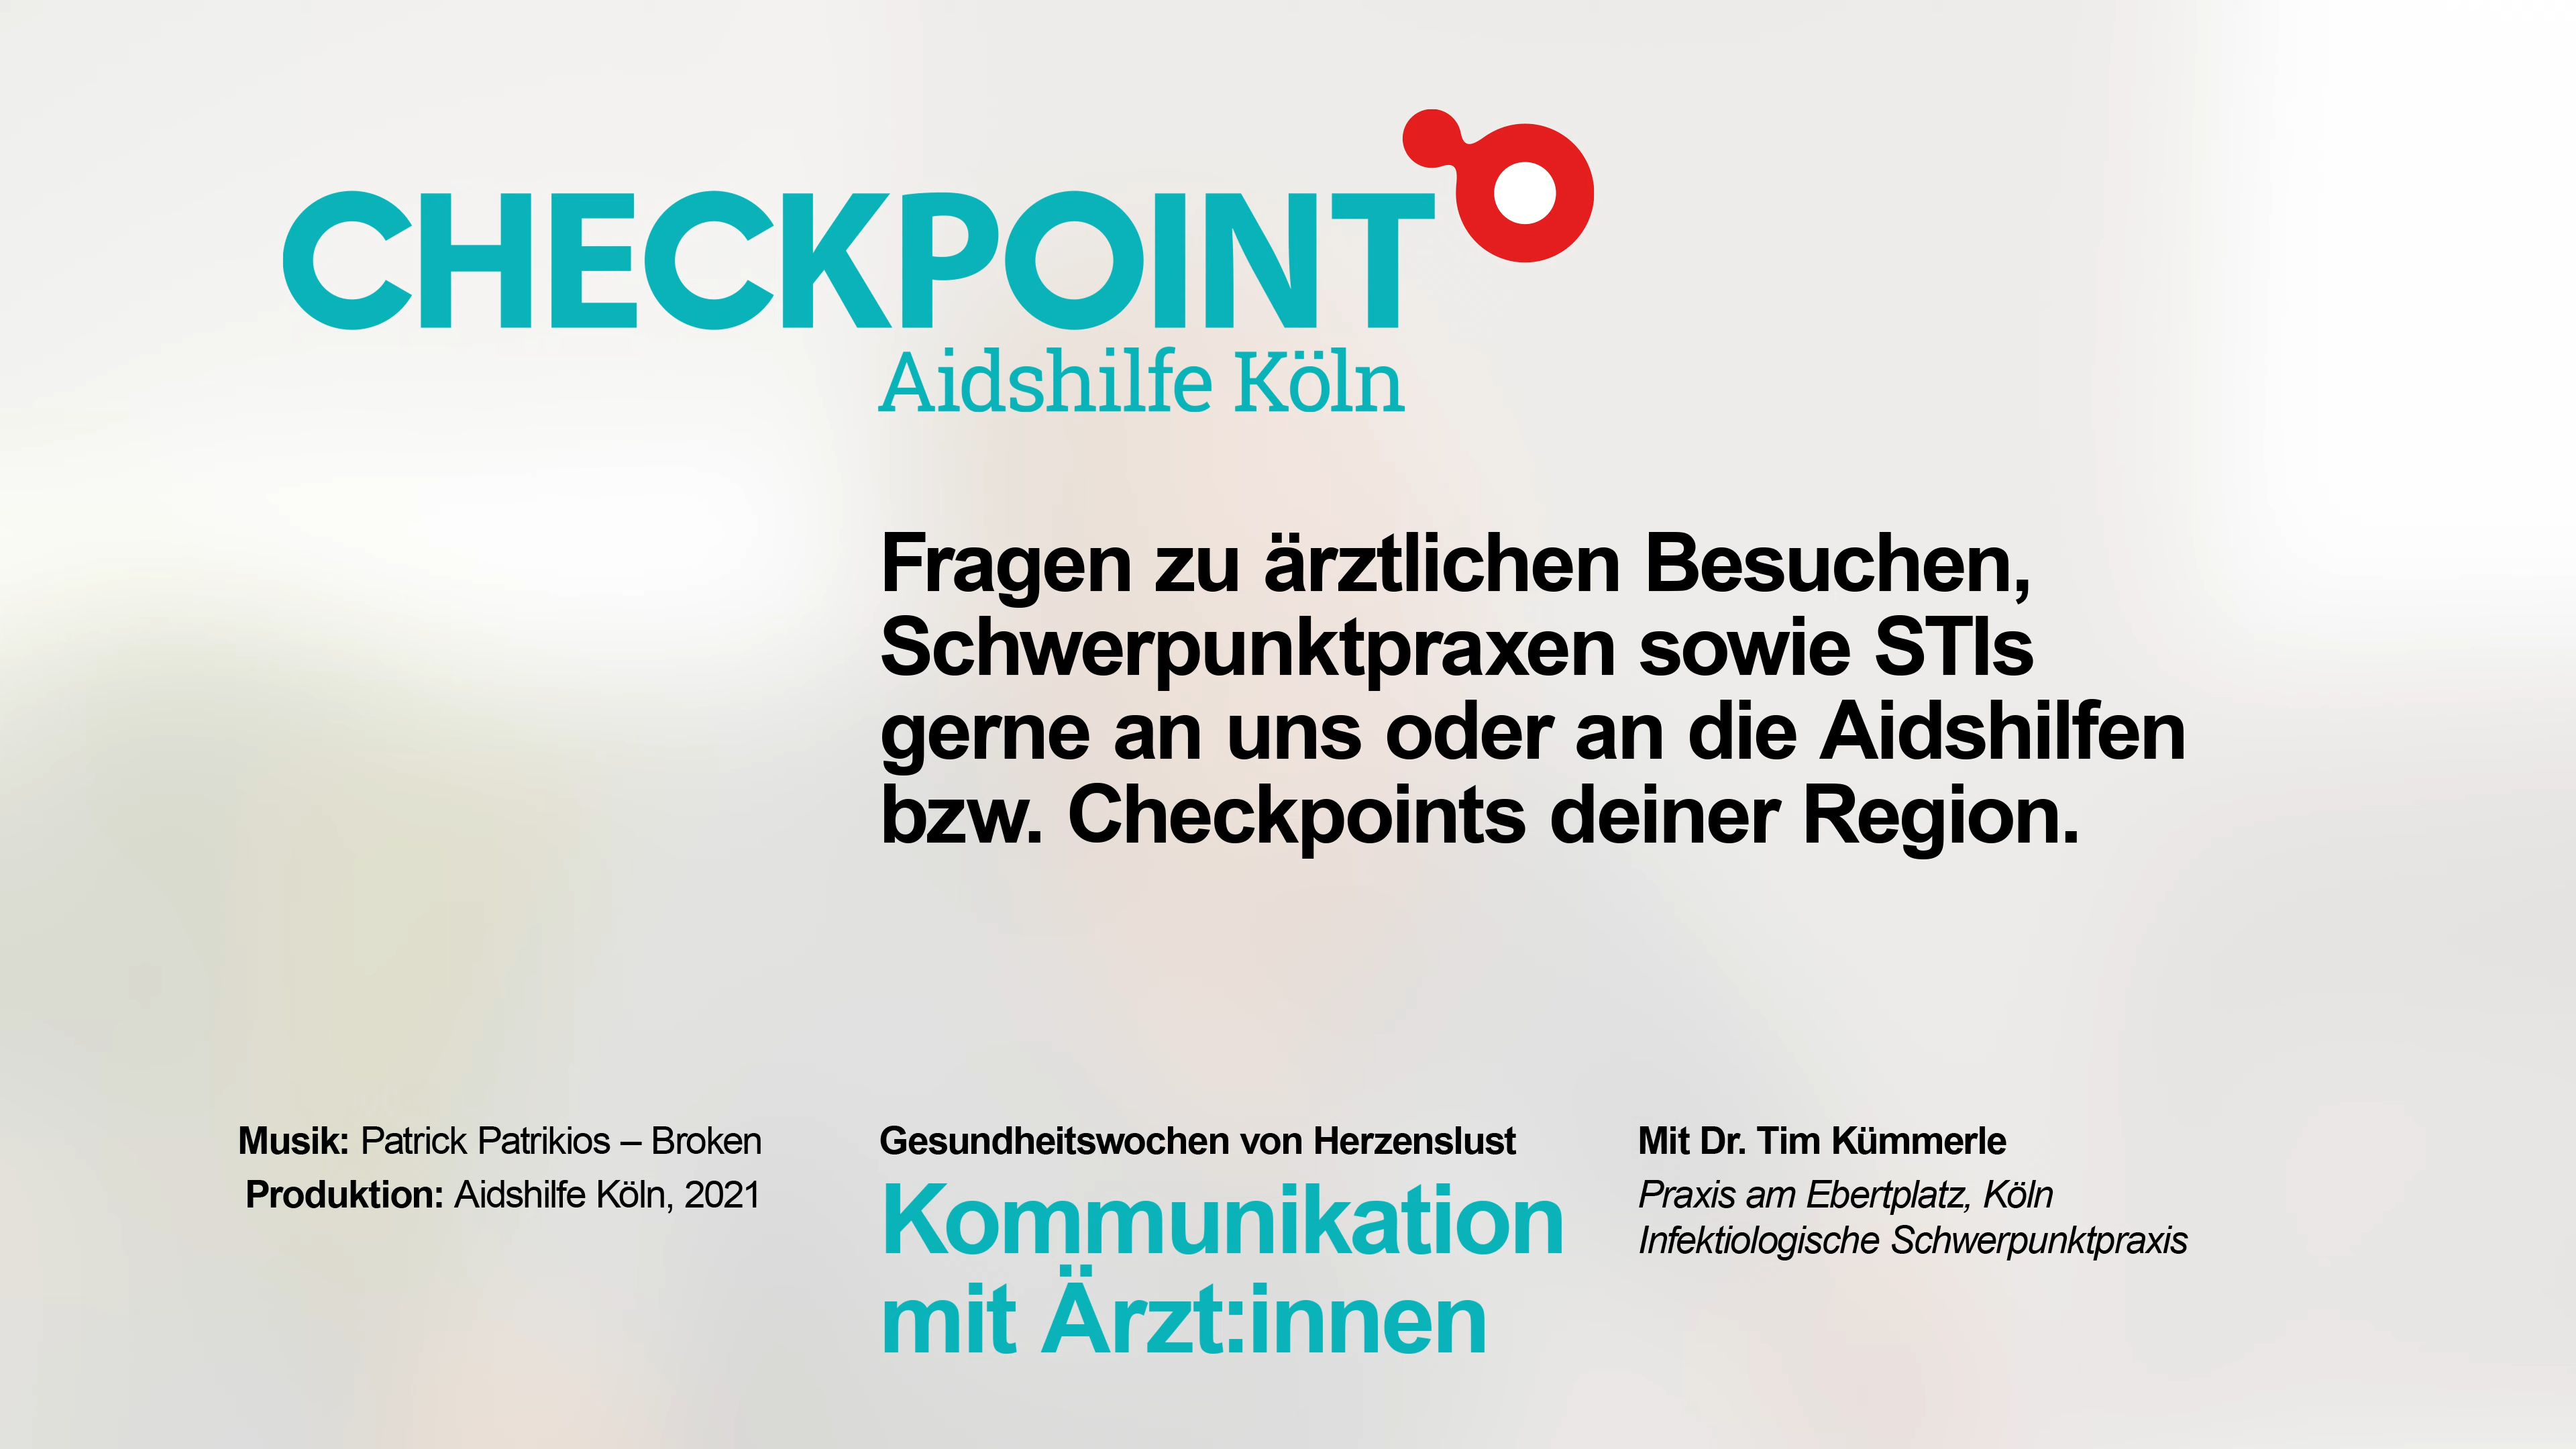 CHECKPOINT
Aidshilfe Köln
Fragen zu ärztlichen Besuchen,
Schwerpunktpraxen sowie STIs
gerne an uns oder an die Aidshilfen
bzw. Checkpoints deiner Region.
Musik: Patrick Patrikios – Broken
Produktion: Aidshilfe Köln, 2021
Gesundheitswochen von Herzenslust
Kommunikation
mit Ärzt:innen
Mit Dr. Tim Kümmerle
Praxis am Ebertplatz, Köln
Infektiologische Schwerpunktpraxis